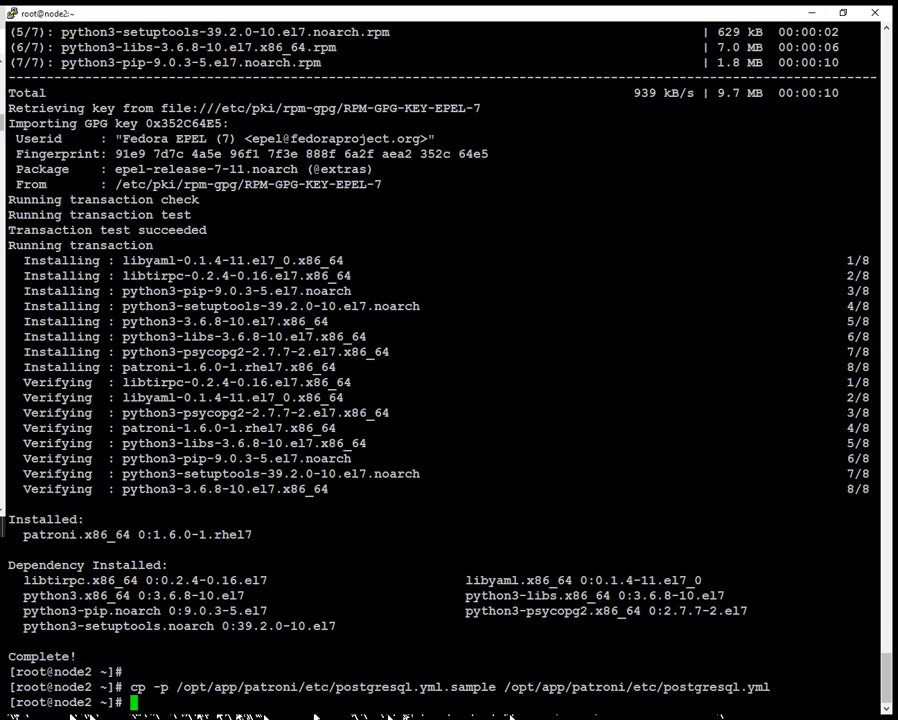 root@node2:~
(5/7): python3-setuptools-39.2.0-10.el7.noarch.rpm | 629 kB 00:00:02
(6/7): python3-libs-3.6.8-10.el7.x86_64.rpm | 7.0 MB 00:00:06
(7/7): python3-pip-9.0.3-5.el7.noarch.rpm | 1.8 MB 00:00:10
--------------------------------------------------------------------------------
Total 939 kB/s | 9.7 MB 00:00:10
Retrieving key from file:///etc/pki/rpm-gpg/RPM-GPG-KEY-EPEL-7
Importing GPG key 0x352C64E5:
Userid : "Fedora EPEL (7) <epel@fedoraproject.org>"
Fingerprint: 91e9 7d7c 4a5e 96f1 7f3e 888f 6a2f aea2 352c 64e5
Package : epel-release-7-11.noarch (@extras)
From : /etc/pki/rpm-gpg/RPM-GPG-KEY-EPEL-7
Running transaction check
Running transaction test
Transaction test succeeded
Running transaction
Installing : libyaml-0.1.4-11.el7_0.x86_64 1/8
Installing : libtirpc-0.2.4-0.16.el7.x86_64 2/8
Installing : python3-pip-9.0.3-5.el7.noarch 3/8
Installing : python3-setuptools-39.2.0-10.el7.noarch 4/8
Installing : python3-3.6.8-10.el7.x86_64 5/8
Installing : python3-libs-3.6.8-10.el7.x86_64 6/8
Installing : python3-psycopg2-2.7.7-2.el7.x86_64 7/8
Installing : patroni-1.6.0-1.rhel7.x86_64 8/8
Verifying : libtirpc-0.2.4-0.16.el7.x86_64 1/8
Verifying : libyaml-0.1.4-11.el7_0.x86_64 2/8
Verifying : python3-psycopg2-2.7.7-2.el7.x86_64 3/8
Verifying : patroni-1.6.0-1.rhel7.x86_64 4/8
Verifying : python3-libs-3.6.8-10.el7.x86_64 5/8
Verifying : python3-pip-9.0.3-5.el7.noarch 6/8
Verifying : python3-setuptools-39.2.0-10.el7.noarch 7/8
Verifying : python3-3.6.8-10.el7.x86_64 8/8
Installed:
patroni.x86_64 0:1.6.0-1.rhel7
Dependency Installed:
libtirpc.x86_64 0:0.2.4-0.16.el7 libyaml.x86_64 0:0.1.4-11.el7_0
python3.x86_64 0:3.6.8-10.el7 python3-libs.x86_64 0:3.6.8-10.el7
python3-pip.noarch 0:9.0.3-5.el7 python3-psycopg2.x86_64 0:2.7.7-2.el7
python3-setuptools.noarch 0:39.2.0-10.el7
Complete!
[root@node2 ~]#
[root@node2 ~]# cp -p /opt/app/patroni/etc/postgresql.yml.sample /opt/app/patroni/etc/postgresql.yml
[root@node2 ~]#